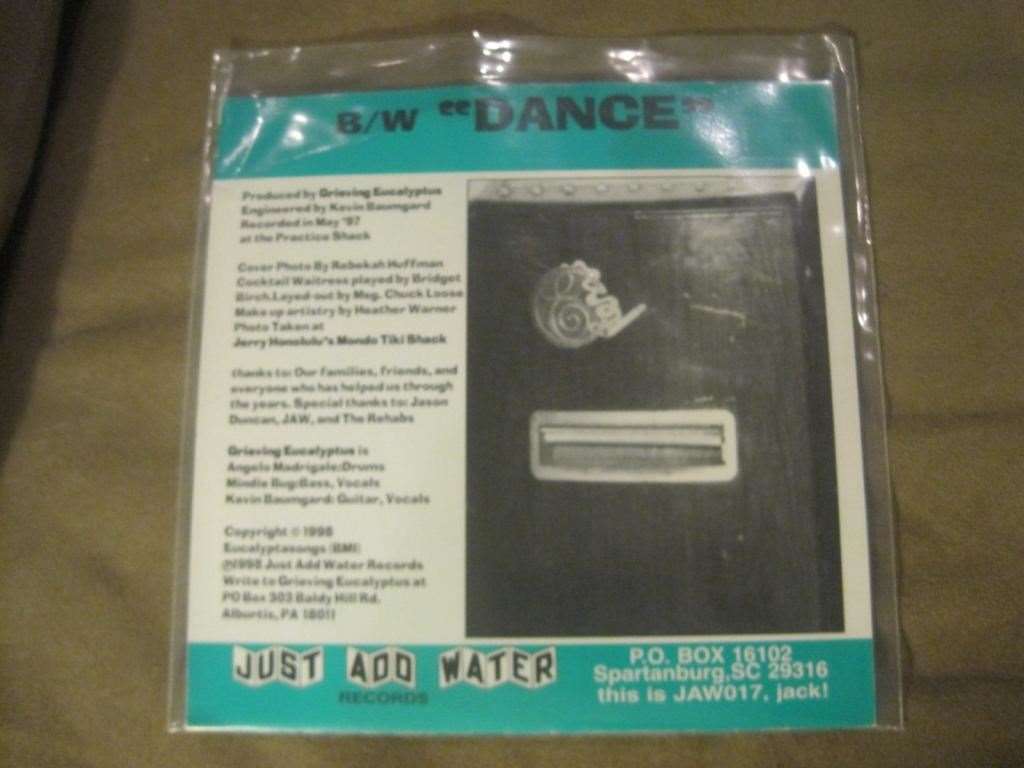 B/W "DANCE"
Produced by Grieving Eucalyptus
Engineered by Kevin Baumgard
Recorded in May '97
at the Practice Shack
Cover Photo By Rebekah Huffman
Cocktail Waitress played by Bridget
Birch.Layed-out by Meg. Chuck Loose
Make up artistry by Heather Warner
Photo Taken at
Jerry Honolulu's Mondo Tiki Shack
thanks to: Our families, friends, and
everyone who has helped us through
the years. Special thanks to: Jason
Duncan, JAW, and The Rehabs
Grieving Eucalyptus is
Angelo Madrigale:Drums
Mindie Bug:Bass, Vocals
Kevin Baumgard: Guitar, Vocals
Copyright © 1998
Eucalyptasongs (BMI)
℗1998 Just Add Water Records
Write to Grieving Eucalyptus at
PO Box 303 Baldy Hill Rd.
Alburtis, PA 18011
JUST ADD WATER
RECORDS
P.O. BOX 16102
Spartanburg,SC 29316
this is JAW017, jack!